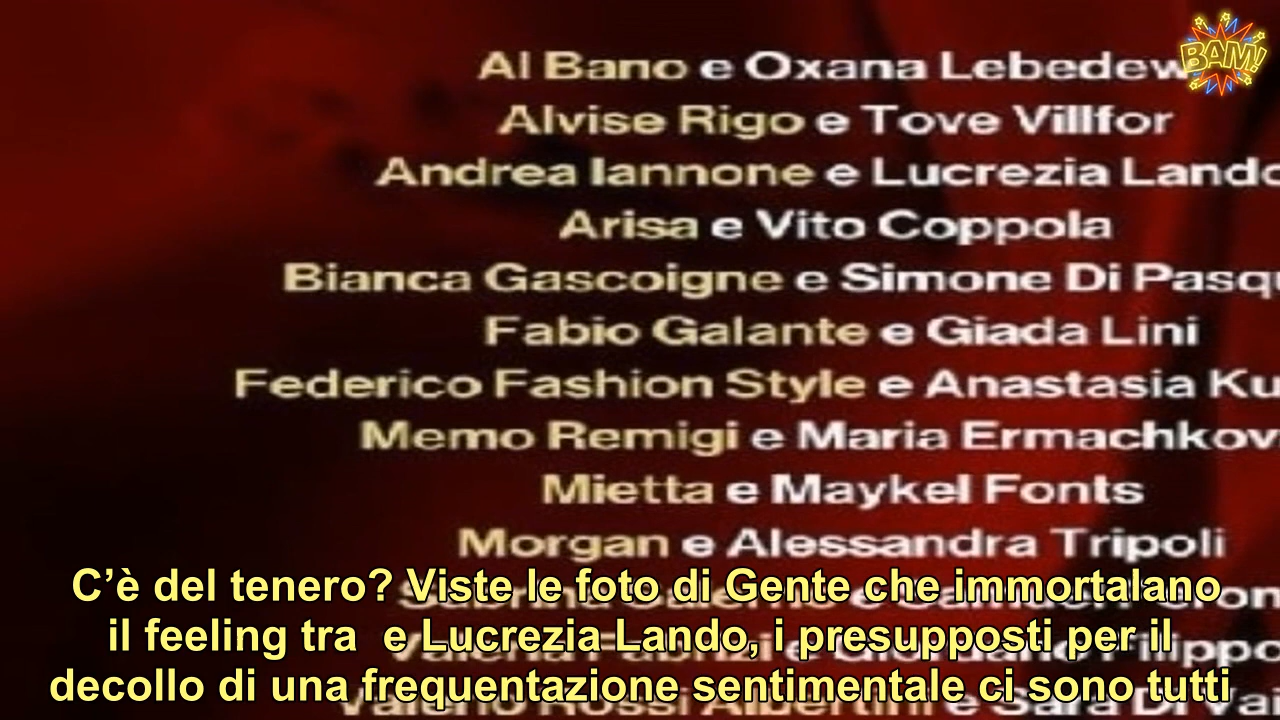 BAM!
Al Bano e Oxana Lebedew
Alvise Rigo e Tove Villfor
Andrea Iannone e Lucrezia Lando
Arisa e Vito Coppola
Bianca Gascoigne e Simone Di Pasqu
Fabio Galante e Giada Lini
Federico Fashion Style e Anastasia Ku
Memo Remigi e Maria Ermachkov
Mietta e Maykel Fonts
Morgan e Alessandra Tripoli
C’è del tenero? Viste le foto di Gente che immortalano
il feeling tra e Lucrezia Lando, i presupposti per il
decollo di una frequentazione sentimentale ci sono tutti